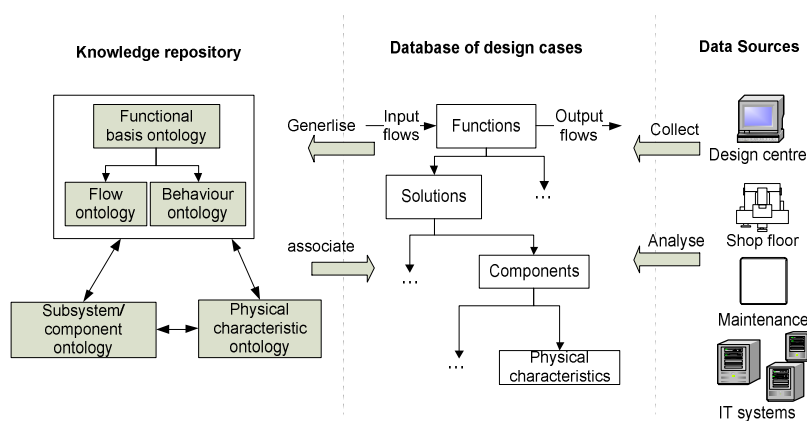 Knowledge repository
Database of design cases
Data Sources
Functional
basis ontology
Flow
ontology
Behaviour
ontology
Subsystem/
component
ontology
Physical
characteristic
ontology
Generlise
associate
Input
flows
Functions
Output
flows
Solutions
...
...
Components
...
Physical
characteristics
Collect
Analyse
Design centre
Shop floor
Maintenance
IT systems